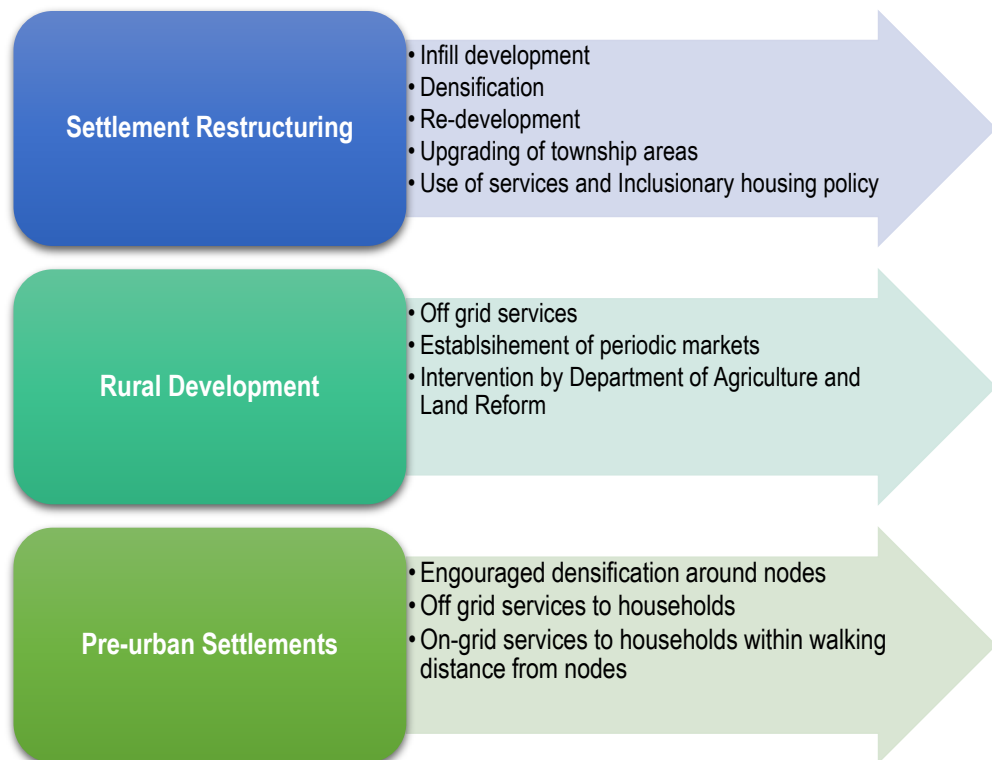 Settlement Restructuring
• Infill development
• Densification
• Re-development
• Upgrading of township areas
• Use of services and Inclusionary housing policy
Rural Development
• Off grid services
• Establsihement of periodic markets
• Intervention by Department of Agriculture and
Land Reform
Pre-urban Settlements
• Engouraged densification around nodes
• Off grid services to households
• On-grid services to households within walking
distance from nodes